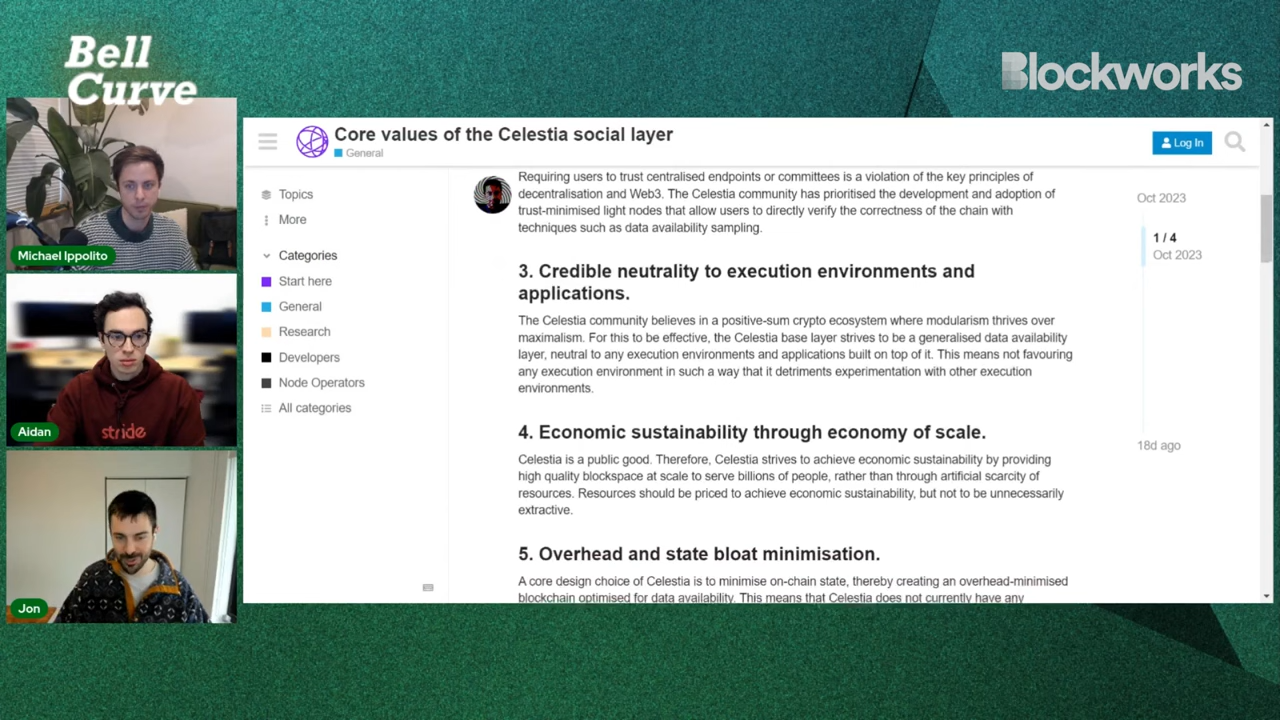 Bell
Curve
Blockworks
Michael Ippolito
Aidan
stride
Jon
Core values of the Celestia social layer
General
Log In
Topics
More
Categories
Start here
General
Research
Developers
Node Operators
All categories
Requiring users to trust centralised endpoints or committees is a violation of the key principles of
decentralisation and Web3. The Celestia community has prioritised the development and adoption of
trust-minimised light nodes that allow users to directly verify the correctness of the chain with
techniques such as data availability sampling.
3. Credible neutrality to execution environments and
applications.
The Celestia community believes in a positive-sum crypto ecosystem where modularism thrives over
maximalism. For this to be effective, the Celestia base layer strives to be a generalised data availability
layer, neutral to any execution environments and applications built on top of it. This means not favouring
any execution environment in such a way that it detriments experimentation with other execution
environments.
4. Economic sustainability through economy of scale.
Celestia is a public good. Therefore, Celestia strives to achieve economic sustainability by providing
high quality blockspace at scale to serve billions of people, rather than through artificial scarcity of
resources. Resources should be priced to achieve economic sustainability, but not to be unnecessarily
extractive.
5. Overhead and state bloat minimisation.
A core design choice of Celestia is to minimise on-chain state, thereby creating an overhead-minimised
blockchain optimised for data availability. This means that Celestia does not currently have any
Oct 2023
1 / 4
Oct 2023
18d ago